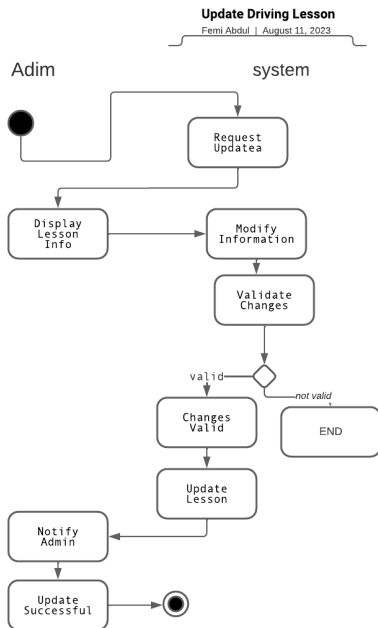 Update Driving Lesson
Femi Abdul | August 11, 2023
Adim
system
Request
Updatea
Display
Lesson
Info
Modify
Information
Validate
Changes
valid
not valid
Changes
Valid
END
Update
Lesson
Notify
Admin
Update
Successful